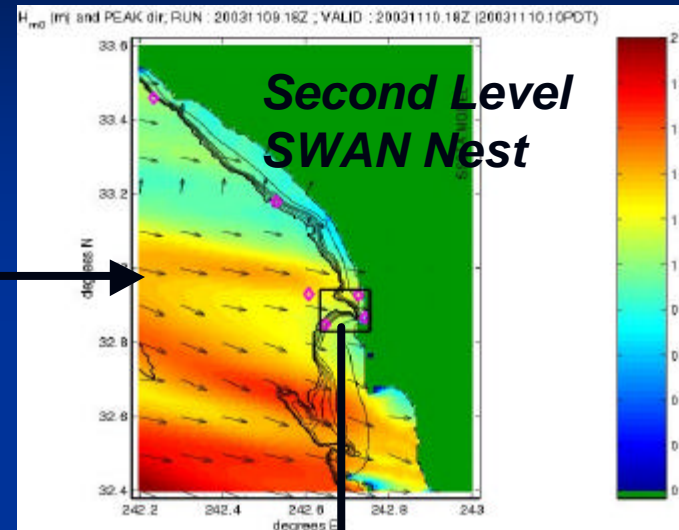 H_m0 (m) and PEAK dir, RUN : 20031109.18Z ; VALID : 20031110.18Z (20031110.10PDT)
Second Level
SWAN Nest
33.6
33.4
33.2
32.8
32.6
32.4
degrees N
242.2
242.4
242.6
242.8
243
degrees E